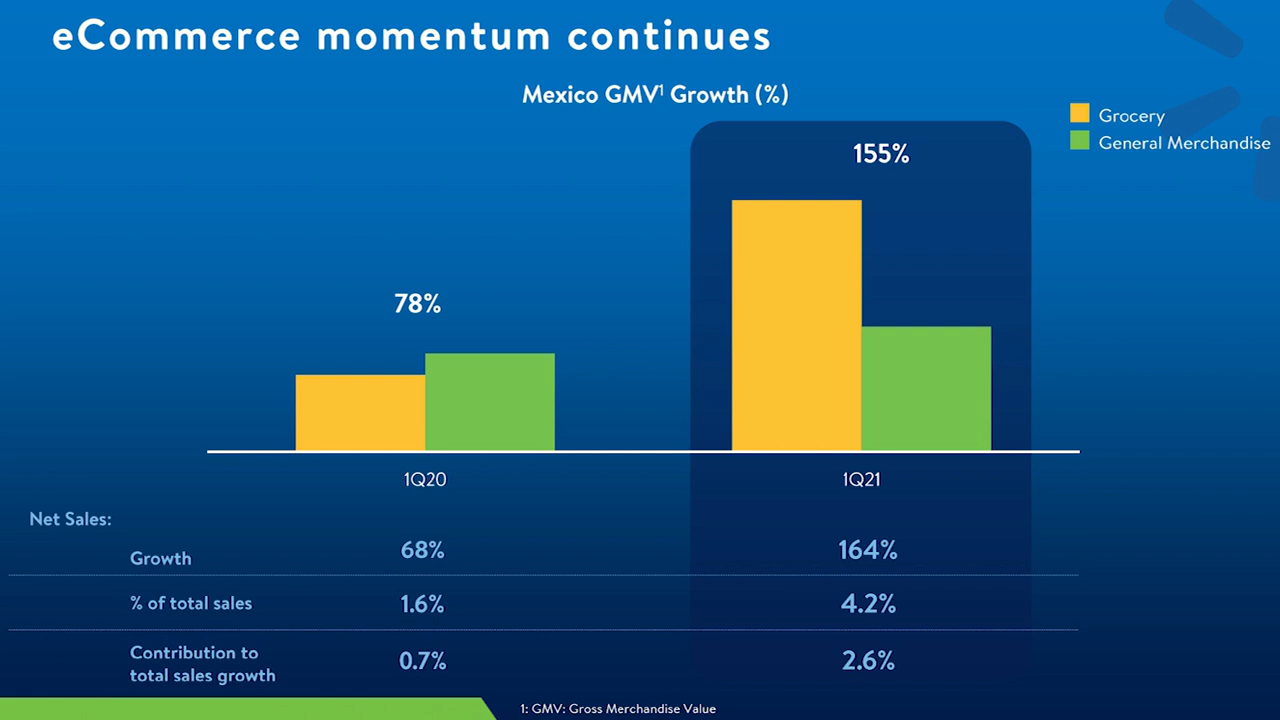 eCommerce momentum continues
Mexico GMV¹ Growth (%)
Grocery
General Merchandise
155%
78%
1Q20
1Q21
Net Sales:
Growth
68%
164%
% of total sales
1.6%
4.2%
Contribution to
total sales growth
0.7%
2.6%
1: GMV: Gross Merchandise Value